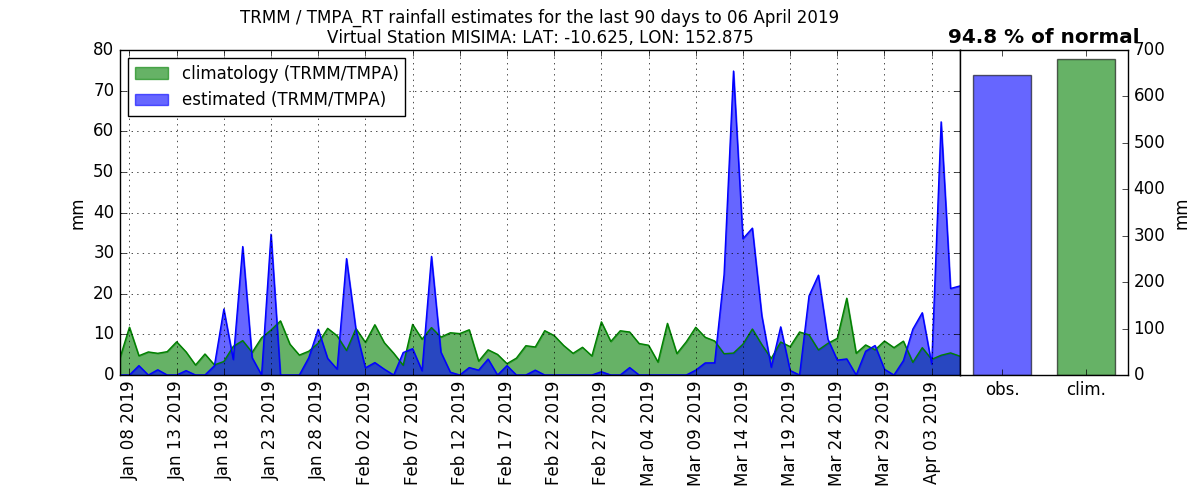 TRMM / TMPA_RT rainfall estimates for the last 90 days to 06 April 2019
Virtual Station MISIMA: LAT: -10.625, LON: 152.875
94.8 % of normal
climatology (TRMM/TMPA)
estimated (TRMM/TMPA)
mm
80
70
60
50
40
30
20
10
0
Jan 08 2019
Jan 13 2019
Jan 18 2019
Jan 23 2019
Jan 28 2019
Feb 02 2019
Feb 07 2019
Feb 12 2019
Feb 17 2019
Feb 22 2019
Feb 27 2019
Mar 04 2019
Mar 09 2019
Mar 14 2019
Mar 19 2019
Mar 24 2019
Mar 29 2019
Apr 03 2019
obs.
clim.
700
600
500
400
300
200
100
0
mm